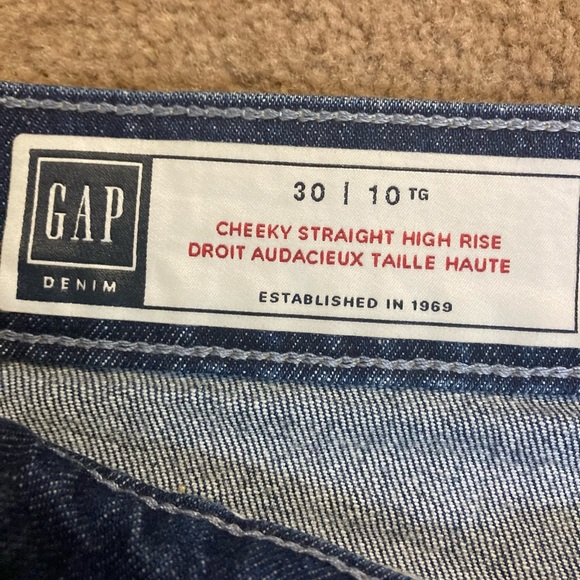 GAP
DENIM
30 | 10 TG
CHEEKY STRAIGHT HIGH RISE
DROIT AUDACIEUX TAILLE HAUTE
ESTABLISHED IN 1969